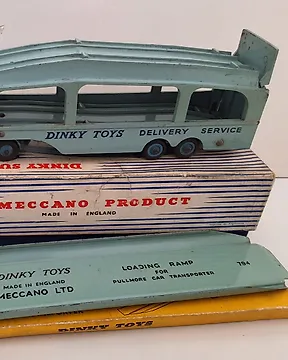 DINKY TOYS DELIVERY SERVICE
DINKY SU
MECCANO PRODUCT
MADE IN ENGLAND
DINKY TOYS
MADE IN ENGLAND
MECCANO LTD
LOADING RAMP
FOR
PULLMORE CAR TRANSPORTER
794
DINKY TOYS